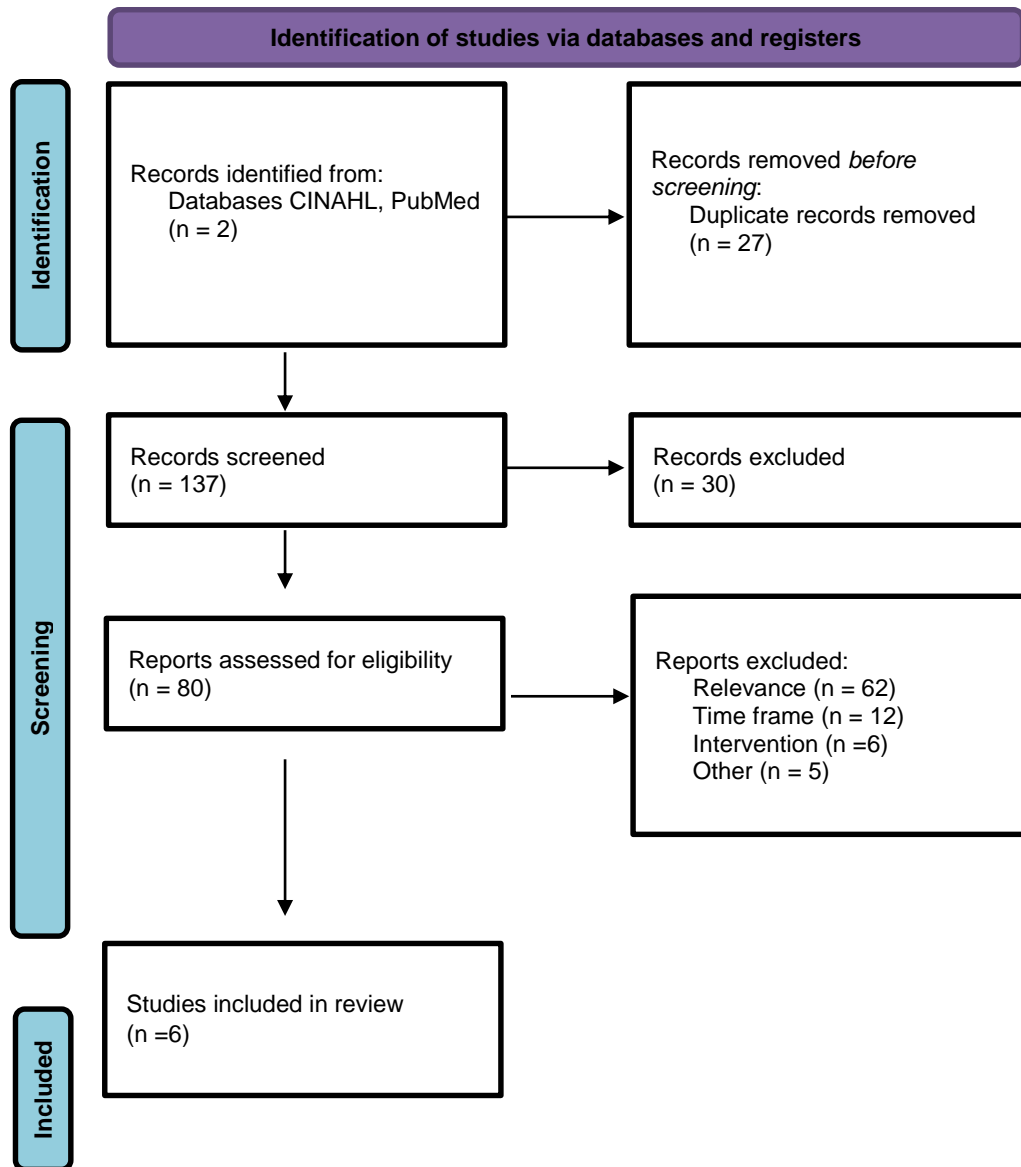 Identification of studies via databases and registers
Identification
Records identified from:
Databases CINAHL, PubMed
(n = 2)
Records removed before
screening:
Duplicate records removed
(n = 27)
Screening
Records screened
(n = 137)
Records excluded
(n = 30)
Reports assessed for eligibility
(n = 80)
Reports excluded:
Relevance (n = 62)
Time frame (n = 12)
Intervention (n =6)
Other (n = 5)
Included
Studies included in review
(n =6)